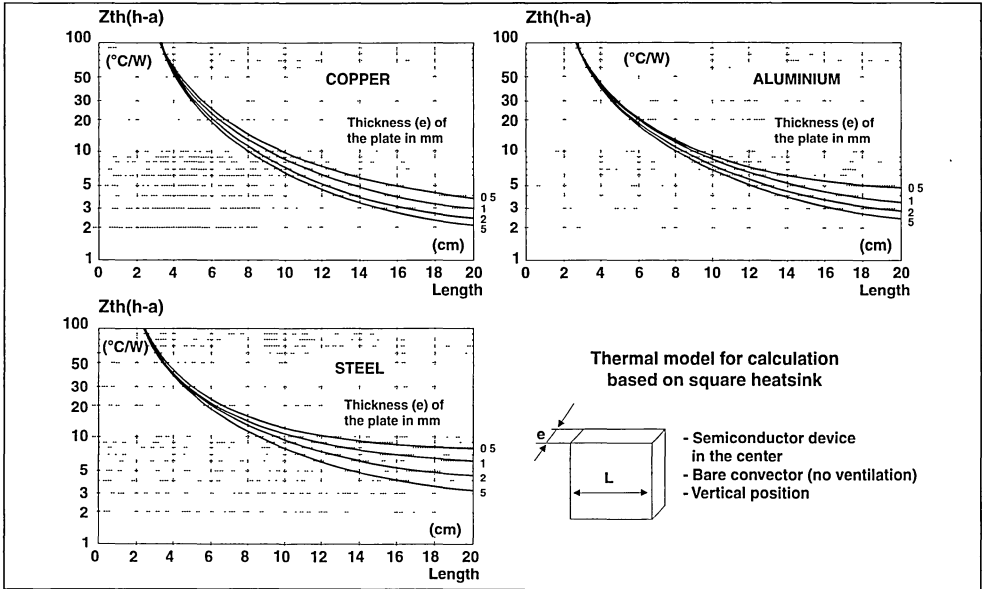 Zth(h-a)
100
50
30
20
10
5
3
2
1
(°C/W)
COPPER
Thickness (e) of
the plate in mm
0 5
1
2
5
(cm)
0 2 4 6 8 10 12 14 16 18 20
Length
Zth(h-a)
100
50
30
20
10
5
3
2
1
(°C/W)
ALUMINIUM
Thickness (e) of
the plate in mm
0 5
1
2
5
(cm)
0 2 4 6 8 10 12 14 16 18 20
Length
Zth(h-a)
100
50
30
20
10
5
3
2
1
(°C/W)
STEEL
Thickness (e) of
the plate in mm
0 5
1
2
5
(cm)
0 2 4 6 8 10 12 14 16 18 20
Length
Thermal model for calculation
based on square heatsink
e
L
- Semiconductor device
in the center
- Bare convector (no ventilation)
- Vertical position